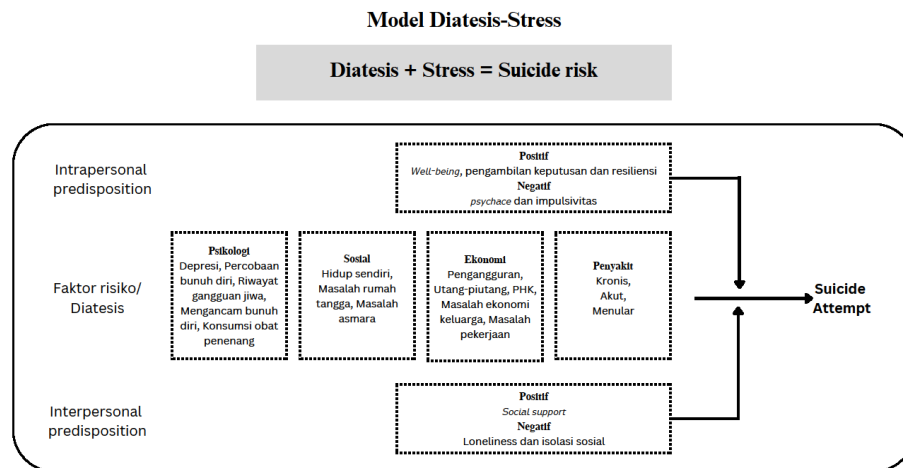 Model Diatesis-Stress
Diatesis + Stress = Suicide risk
Intrapersonal
predisposition
Positif
Well-being, pengambilan keputusan dan resiliensi
Negatif
psychace dan impulsivitas
Faktor risiko/
Diatesis
Psikologi
Depresi, Percobaan
bunuh diri, Riwayat
gangguan jiwa,
Mengancam bunuh
diri, Konsumsi obat
penenang
Sosial
Hidup sendiri,
Masalah rumah
tangga, Masalah
asmara
Ekonomi
Pengangguran,
Utang-piutang, PHK,
Masalah ekonomi
keluarga, Masalah
pekerjaan
Penyakit
Kronis,
Akut,
Menular
Suicide
Attempt
Interpersonal
predisposition
Positif
Social support
Negatif
Loneliness dan isolasi sosial